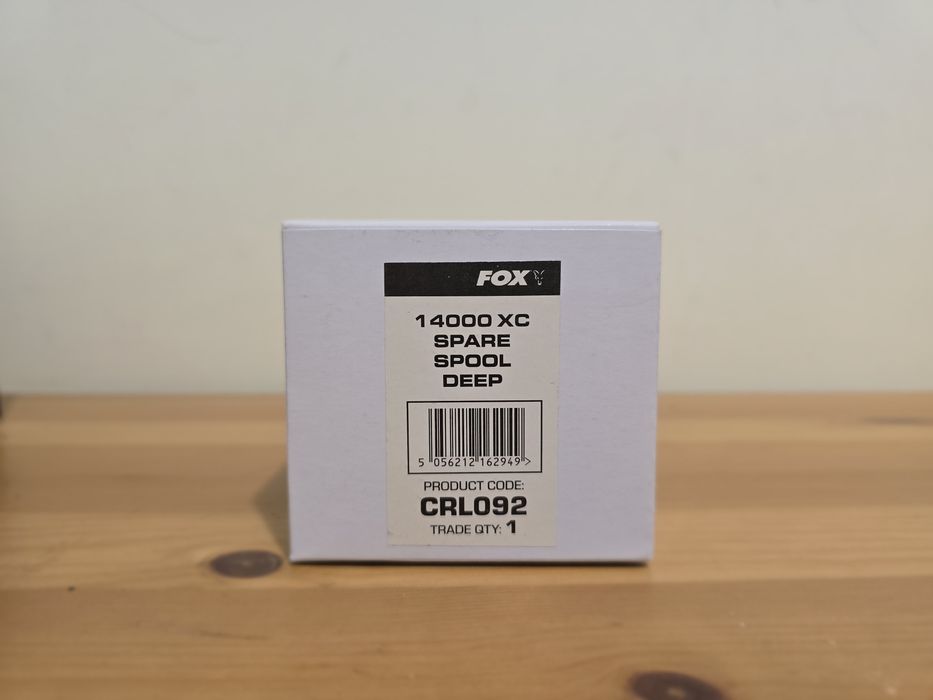 FOX
14000 XC
SPARE
SPOOL
DEEP
5 056212 162949 >
PRODUCT CODE:
CRL092
TRADE QTY: 1